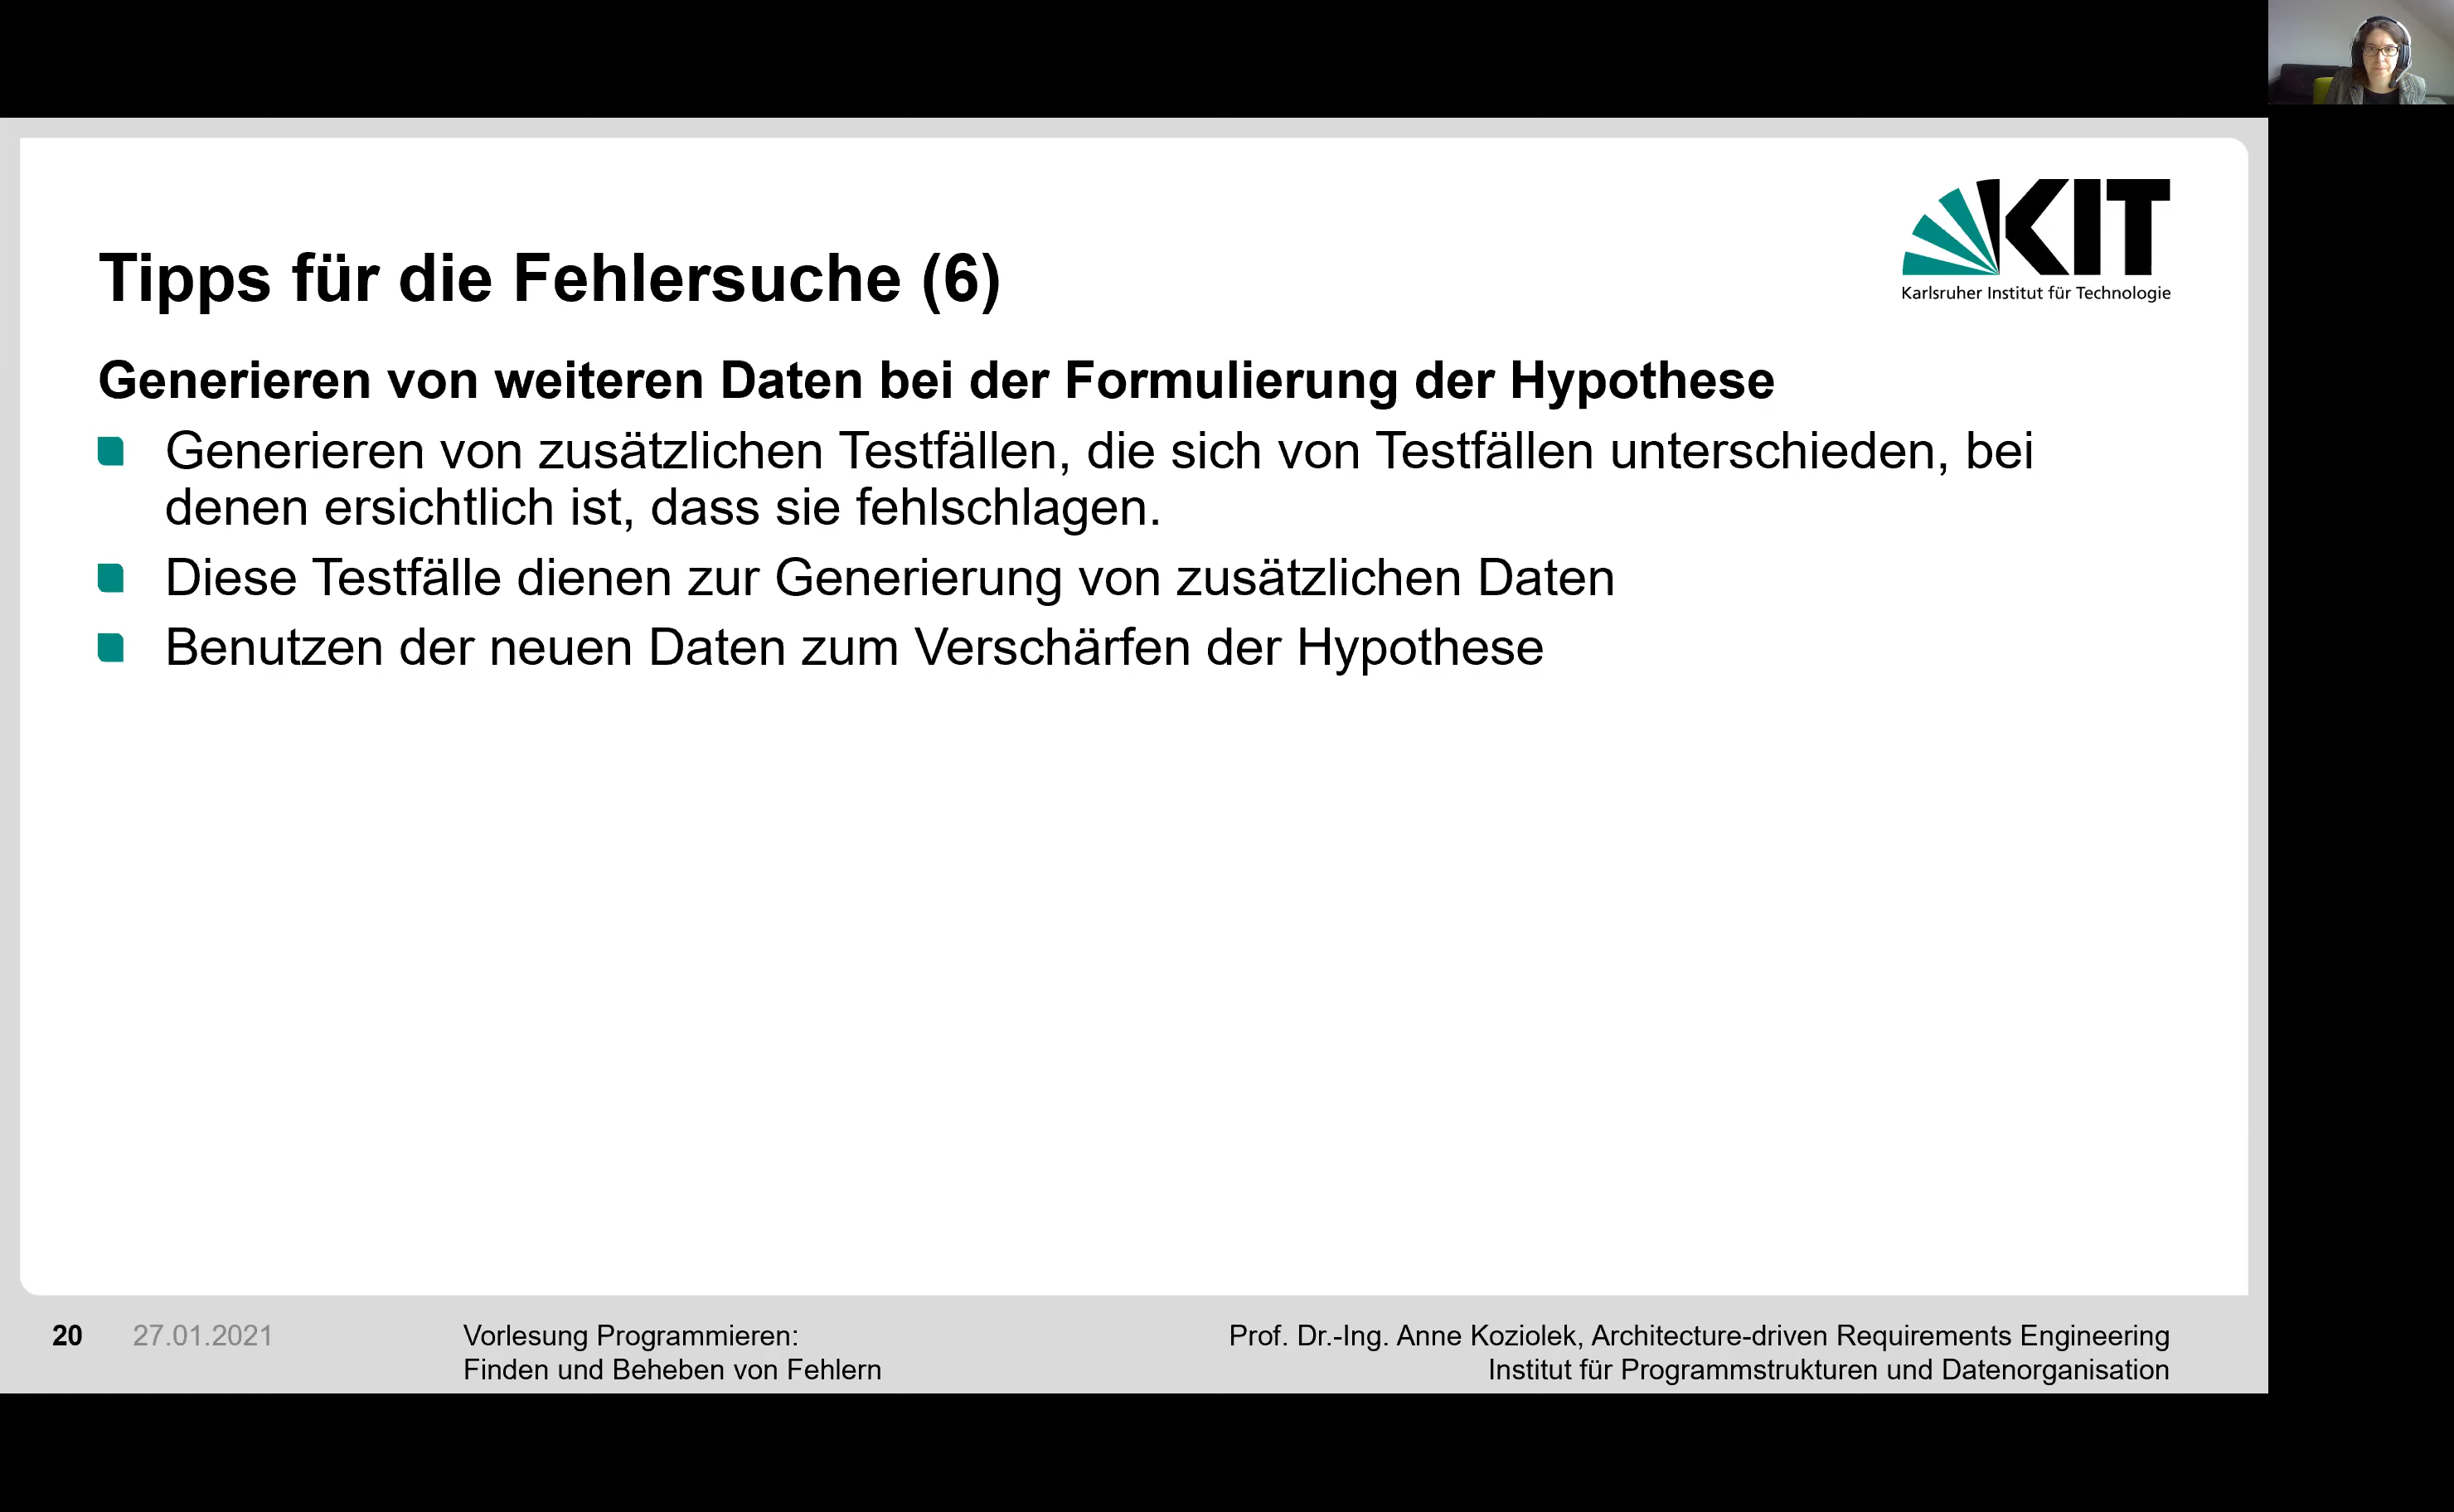 KIT
Karlsruher Institut für Technologie
Tipps für die Fehlersuche (6)
Generieren von weiteren Daten bei der Formulierung der Hypothese
Generieren von zusätzlichen Testfällen, die sich von Testfällen unterschieden, bei
denen ersichtlich ist, dass sie fehlschlagen.
Diese Testfälle dienen zur Generierung von zusätzlichen Daten
Benutzen der neuen Daten zum Verschärfen der Hypothese
20 27.01.2021
Vorlesung Programmieren:
Finden und Beheben von Fehlern
Prof. Dr.-Ing. Anne Koziolek, Architecture-driven Requirements Engineering
Institut für Programmstrukturen und Datenorganisation